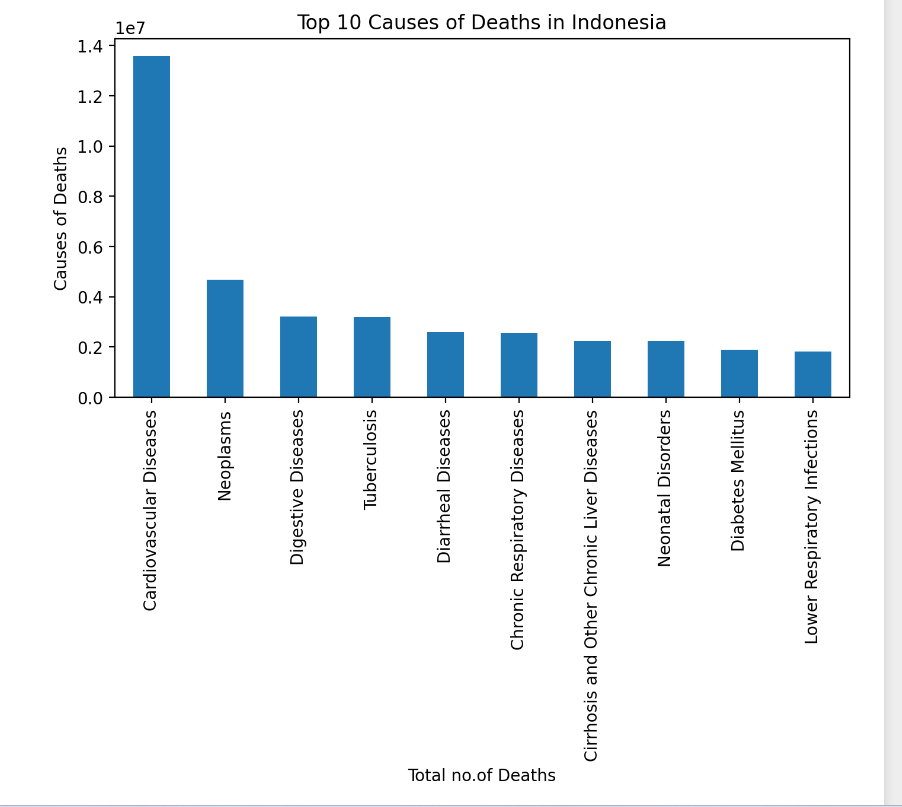 Top 10 Causes of Deaths in Indonesia
1e7
1.4
1.2
1.0
0.8
0.6
0.4
0.2
0.0
Causes of Deaths
Cardiovascular Diseases
Neoplasms
Digestive Diseases
Tuberculosis
Diarrheal Diseases
Chronic Respiratory Diseases
Cirrhosis and Other Chronic Liver Diseases
Neonatal Disorders
Diabetes Mellitus
Lower Respiratory Infections
Total no.of Deaths